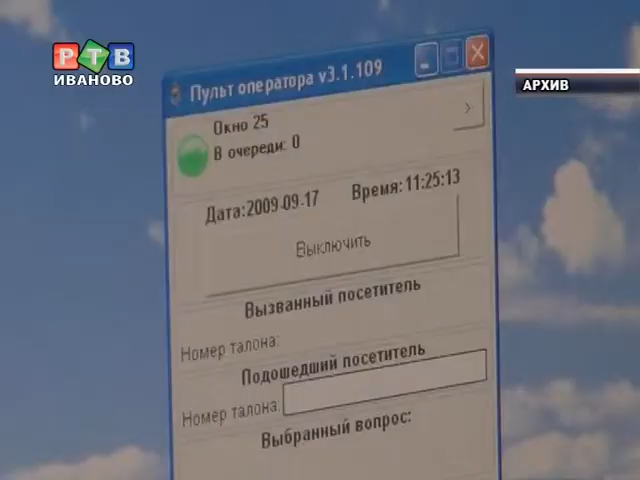 РТВ
ИВАНОВО
АРХИВ
Пульт оператора v3.1.109
Окно 25
В очереди: 0
>
Дата:2009-09-17 Время:11:25:13
Выключить
Вызванный посетитель
Номер талона:
Подошедший посетитель
Номер талона:
Выбранный вопрос: